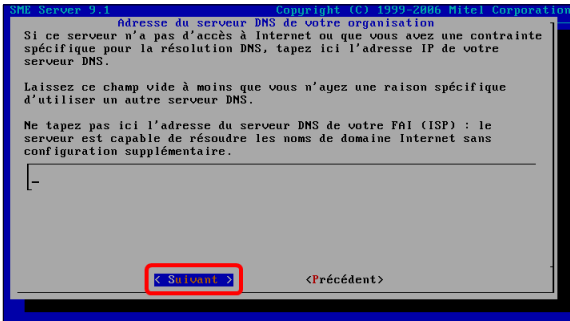 SME Server 9.1 Copyright (C) 1999-2006 Mitel Corporation
Adresse du serveur DNS de votre organisation
Si ce serveur n'a pas d'accès à Internet ou que vous avez une contrainte
spécifique pour la résolution DNS, tapez ici l'adresse IP de votre
serveur DNS.
Laissez ce champ vide à moins que vous n'ayez une raison spécifique
d'utiliser un autre serveur DNS.
Ne tapez pas ici l'adresse du serveur DNS de votre FAI (ISP) : le
serveur est capable de résoudre les noms de domaine Internet sans
configuration supplémentaire.
< Suivant > <Précédent>